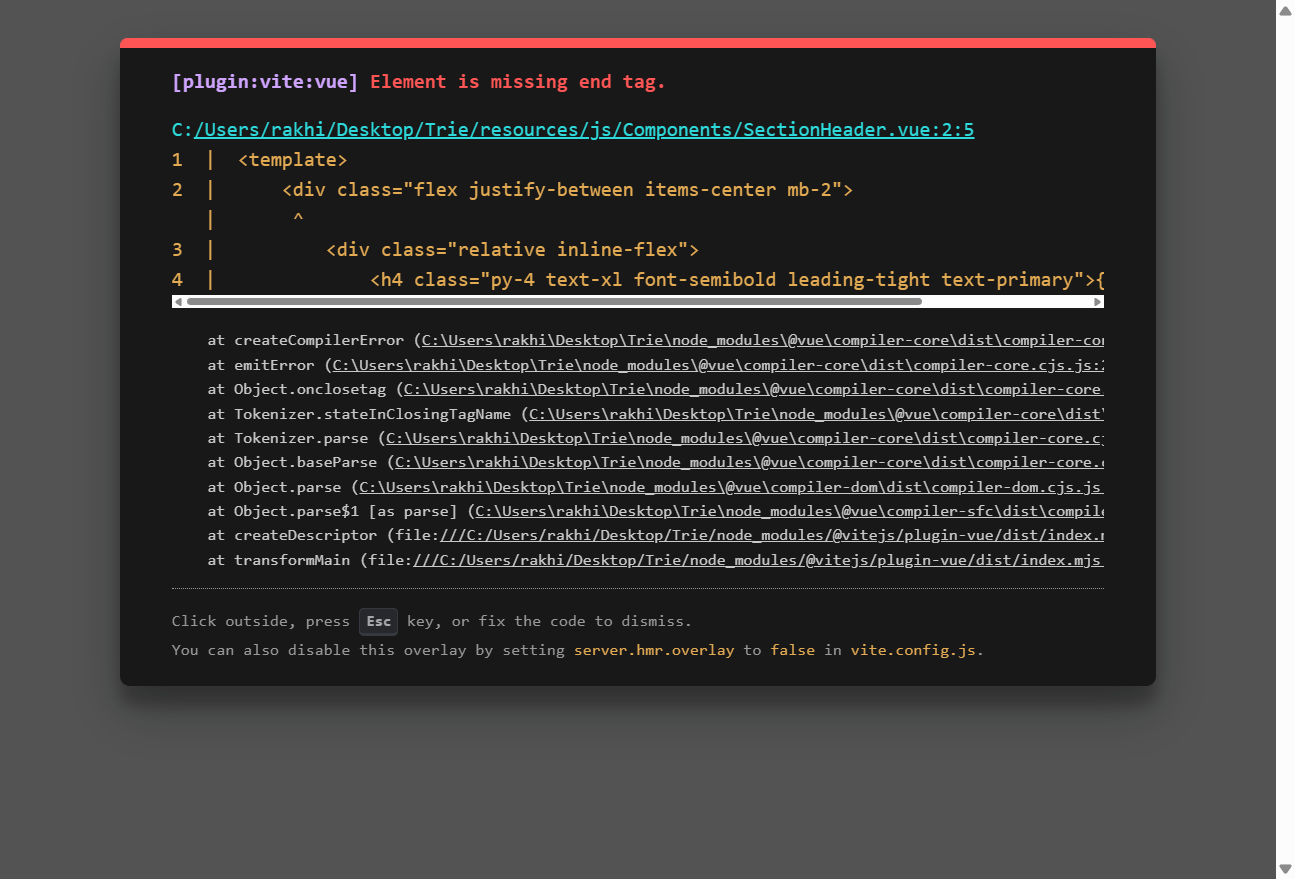 [plugin:vite:vue] Element is missing end tag.
C:/Users/rakhi/Desktop/Trie/resources/js/Components/SectionHeader.vue:2:5
1  |  <template>
2  |      <div class="flex justify-between items-center mb-2">
   |       ^
3  |          <div class="relative inline-flex">
4  |              <h4 class="py-4 text-xl font-semibold leading-tight text-primary">{
at createCompilerError (C:\Users\rakhi\Desktop\Trie\node_modules\@vue\compiler-core\dist\compiler-cor
at emitError (C:\Users\rakhi\Desktop\Trie\node_modules\@vue\compiler-core\dist\compiler-core.cjs.js:2
at Object.onclosetag (C:\Users\rakhi\Desktop\Trie\node_modules\@vue\compiler-core\dist\compiler-core.
at Tokenizer.stateInClosingTagName (C:\Users\rakhi\Desktop\Trie\node_modules\@vue\compiler-core\dist\
at Tokenizer.parse (C:\Users\rakhi\Desktop\Trie\node_modules\@vue\compiler-core\dist\compiler-core.cj
at Object.baseParse (C:\Users\rakhi\Desktop\Trie\node_modules\@vue\compiler-core\dist\compiler-core.c
at Object.parse (C:\Users\rakhi\Desktop\Trie\node_modules\@vue\compiler-dom\dist\compiler-dom.cjs.js
at Object.parse$1 [as parse] (C:\Users\rakhi\Desktop\Trie\node_modules\@vue\compiler-sfc\dist\compile
at createDescriptor (file:///C:/Users/rakhi/Desktop/Trie/node_modules/@vitejs/plugin-vue/dist/index.m
at transformMain (file:///C:/Users/rakhi/Desktop/Trie/node_modules/@vitejs/plugin-vue/dist/index.mjs
Click outside, press Esc key, or fix the code to dismiss.
You can also disable this overlay by setting server.hmr.overlay to false in vite.config.js.